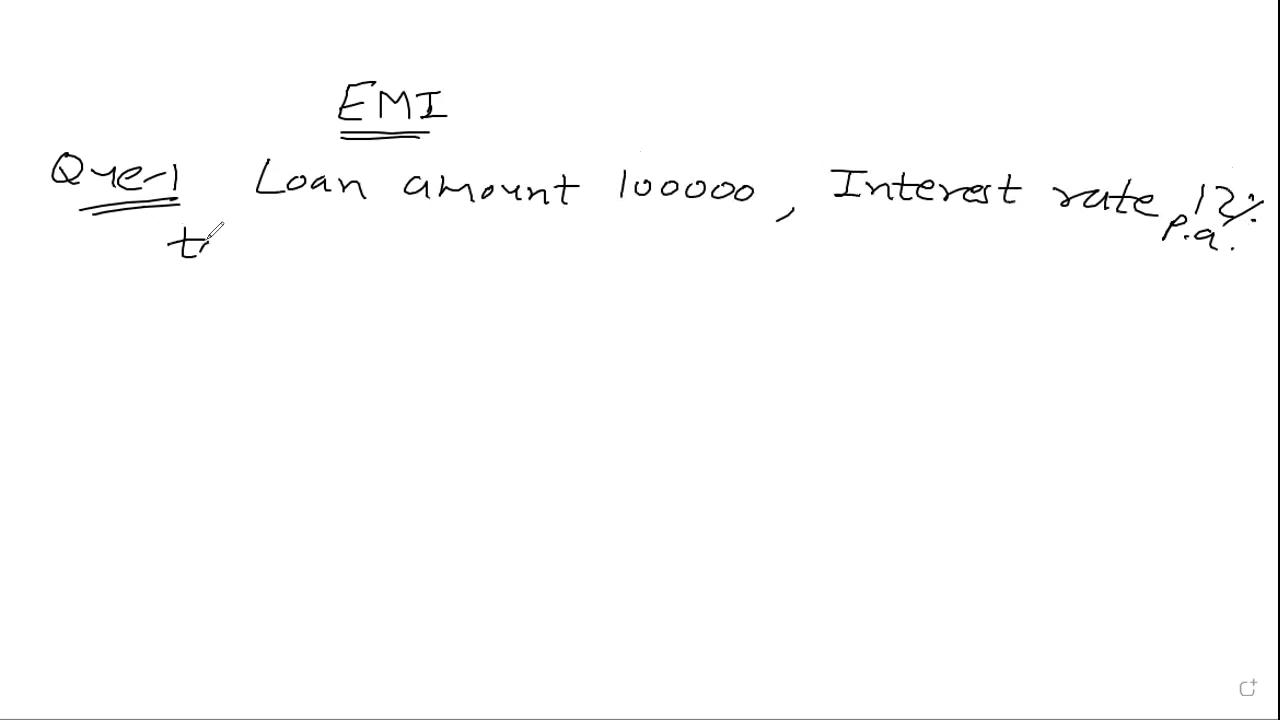 EMI
Que-1 Loan amount 100000, Interest rate 12%
p.a.